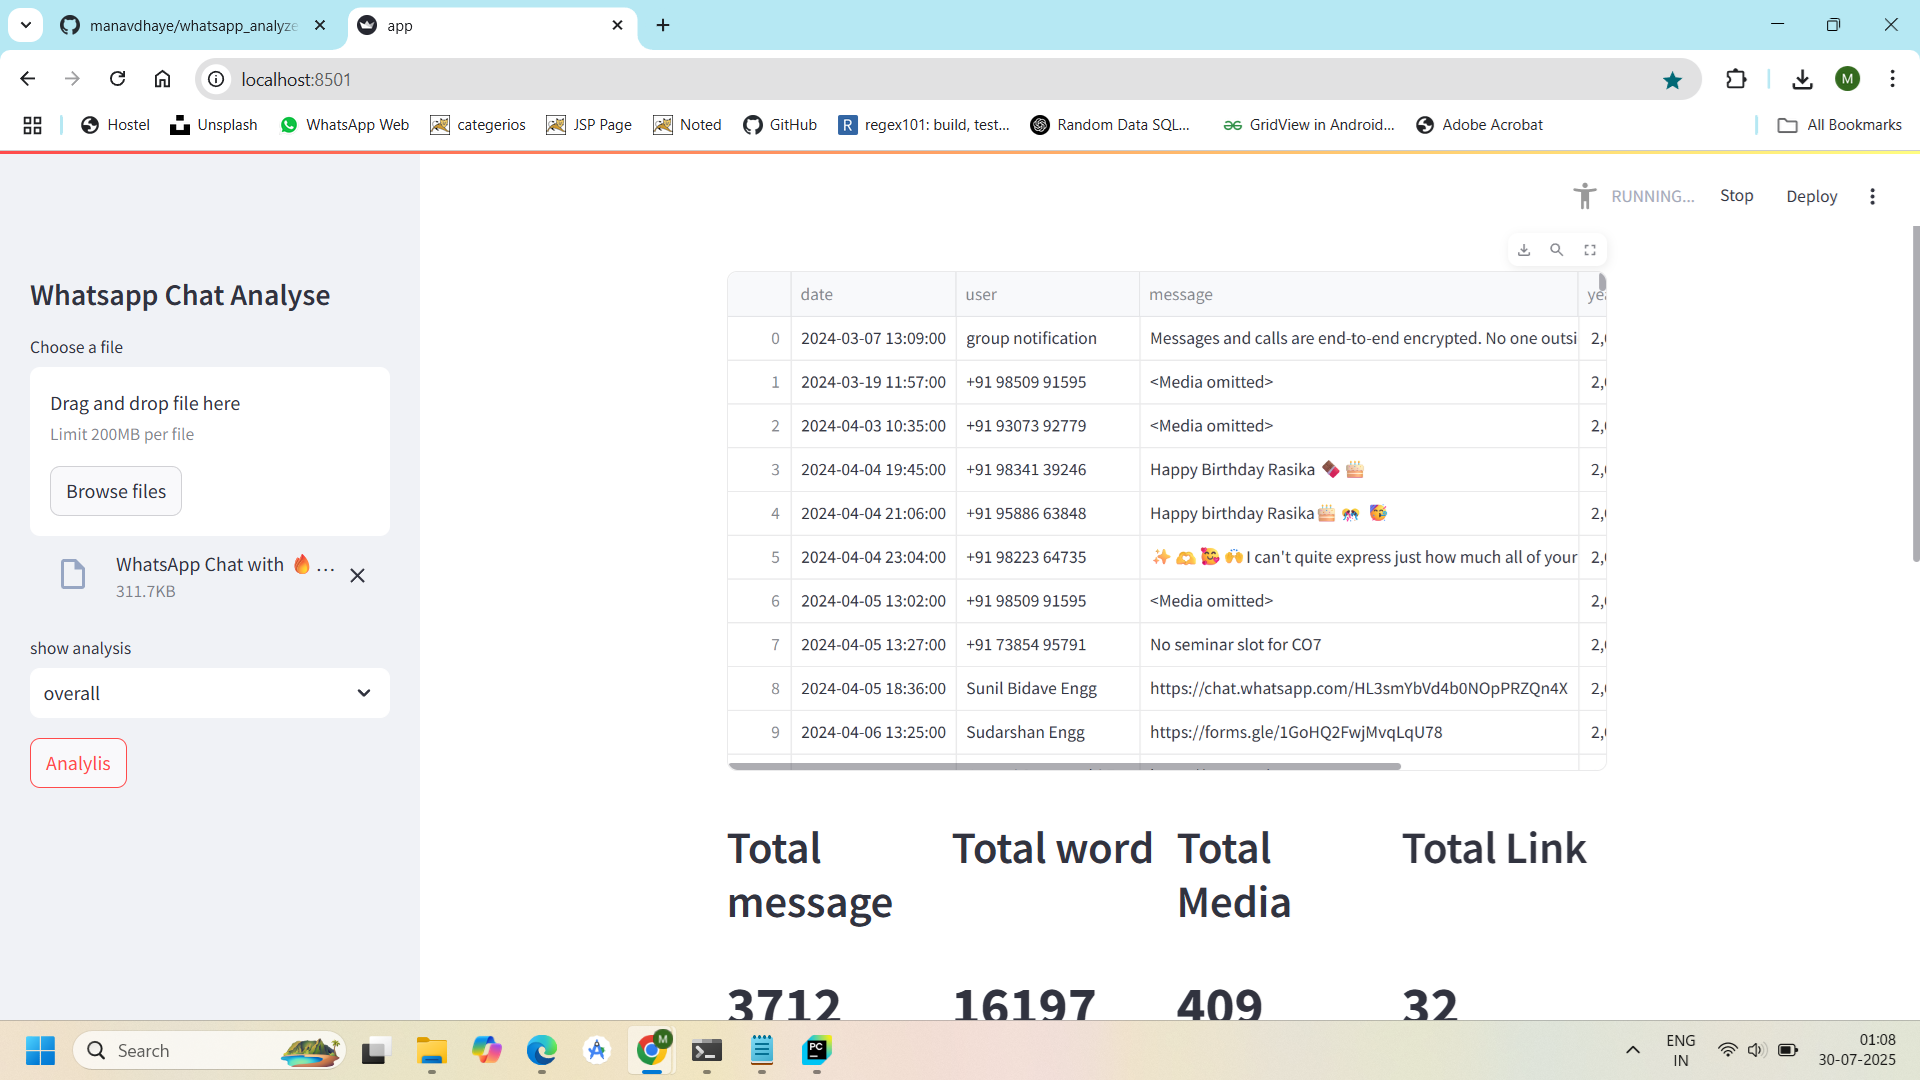 manavdhaye/whatsapp_analyze
app
localhost:8501
M
Hostel
Unsplash
WhatsApp Web
categerios
JSP Page
Noted
GitHub
R
regex101: build, test...
Random Data SQL...
GridView in Android...
Adobe Acrobat
All Bookmarks
RUNNING...
Stop
Deploy
Whatsapp Chat Analyse
Choose a file
Drag and drop file here
Limit 200MB per file
Browse files
WhatsApp Chat with 🔥 ...
311.7KB
show analysis
overall
Analylis
date user message
0 2024-03-07 13:09:00 group notification Messages and calls are end-to-end encrypted. No one outsi
1 2024-03-19 11:57:00 +91 98509 91595 <Media omitted>
2 2024-04-03 10:35:00 +91 93073 92779 <Media omitted>
3 2024-04-04 19:45:00 +91 98341 39246 Happy Birthday Rasika 🍫 🎂
4 2024-04-04 21:06:00 +91 95886 63848 Happy birthday Rasika🎂 🎊 🥳
5 2024-04-04 23:04:00 +91 98223 64735 ✨ 🫶 🥰 🙌 I can't quite express just how much all of your
6 2024-04-05 13:02:00 +91 98509 91595 <Media omitted>
7 2024-04-05 13:27:00 +91 73854 95791 No seminar slot for CO7
8 2024-04-05 18:36:00 Sunil Bidave Engg https://chat.whatsapp.com/HL3smYbVd4b0NOpPRZQn4X
9 2024-04-06 13:25:00 Sudarshan Engg https://forms.gle/1GoHQ2FwjMvqLqU78
Total message
Total word
Total Media
Total Link
3712
16197
409
32
Search
M
PC
ENG
IN
01:08
30-07-2025